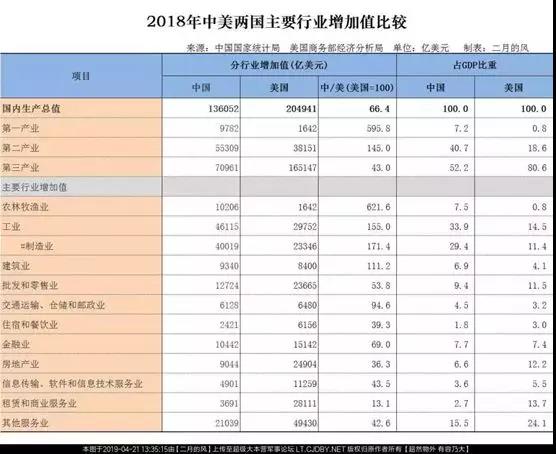 2018年中美两国主要行业增加值比较
来源：中国国家统计局 美国商务部经济分析局 单位：亿美元 制表：二月的风
项目 分行业增加值(亿美元) 占GDP比重
中国 美国 中/美(美国=100) 中国 美国
国内生产总值 136052 204941 66.4 100.0 100.0
第一产业 9782 1642 595.8 7.2 0.8
第二产业 55309 38151 145.0 40.7 18.6
第三产业 70961 165147 43.0 52.2 80.6
主要行业增加值
农林牧渔业 10206 1642 621.6 7.5 0.8
工业 46115 29752 155.0 33.9 14.5
#制造业 40019 23346 171.4 29.4 11.4
建筑业 9340 8400 111.2 6.9 4.1
批发和零售业 12724 23665 53.8 9.4 11.5
交通运输、仓储和邮政业 6128 6480 94.6 4.5 3.2
住宿和餐饮业 2421 6156 39.3 1.8 3.0
金融业 10442 15142 69.0 7.7 7.4
房地产业 9044 24904 36.3 6.6 12.2
信息传输、软件和信息技术服务业 4901 11259 43.5 3.6 5.5
租赁和商业服务业 3691 28111 13.1 2.7 13.7
其他服务业 21039 49430 42.6 15.5 24.1
本图于2019-04-21 13:35:15由【二月的风】上传至超级大本营军事论坛 LT.CJDBY.NET 版权归原作者所有【超然物外 有容乃大】